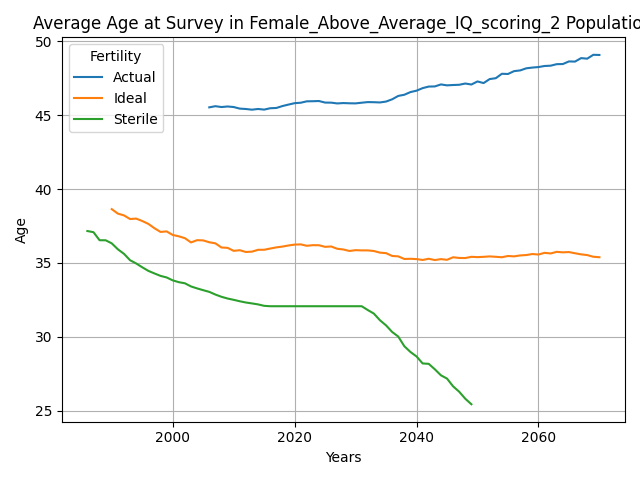 Average Age at Survey in Female_Above_Average_IQ_scoring_2 Populatio
Fertility
Actual
Ideal
Sterile
50
45
40
35
30
25
Age
2000 2020 2040 2060
Years